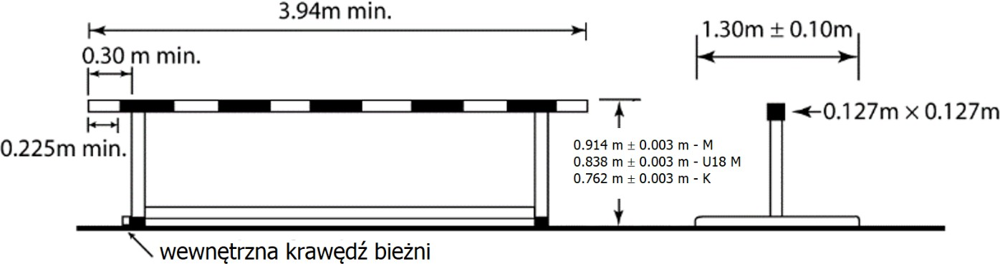 3.94m min.
1.30m ± 0.10m
0.30 m min.
0.127m × 0.127m
0.225m min.
0.914 m ± 0.003 m - M
0.838 m ± 0.003 m - U18 M
0.762 m ± 0.003 m - K
wewnętrzna krawędź bieżni